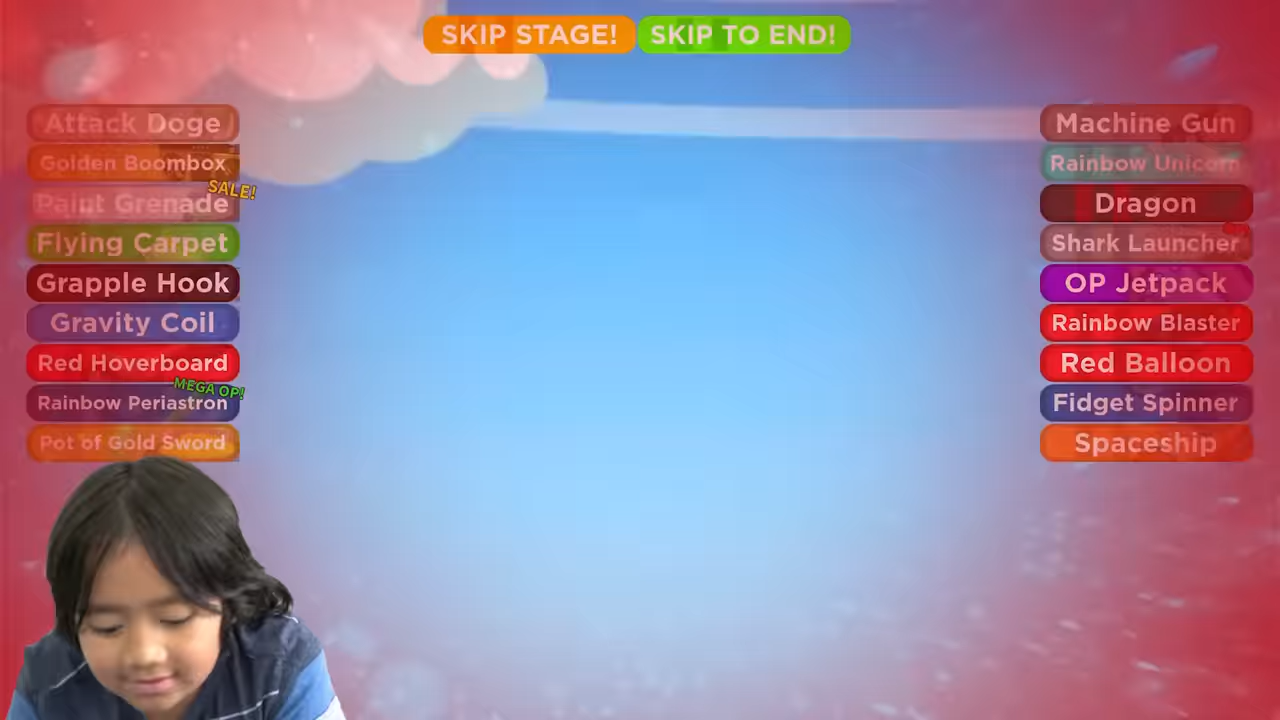 SKIP STAGE!
SKIP TO END!
Attack Doge
Golden Boombox
SALE!
Paint Grenade
Flying Carpet
Grapple Hook
Gravity Coil
Red Hoverboard
MEGA OP!
Rainbow Periastron
Pot of Gold Sword
Machine Gun
Rainbow Unicorn
Dragon
Shark Launcher
OP Jetpack
Rainbow Blaster
Red Balloon
Fidget Spinner
Spaceship